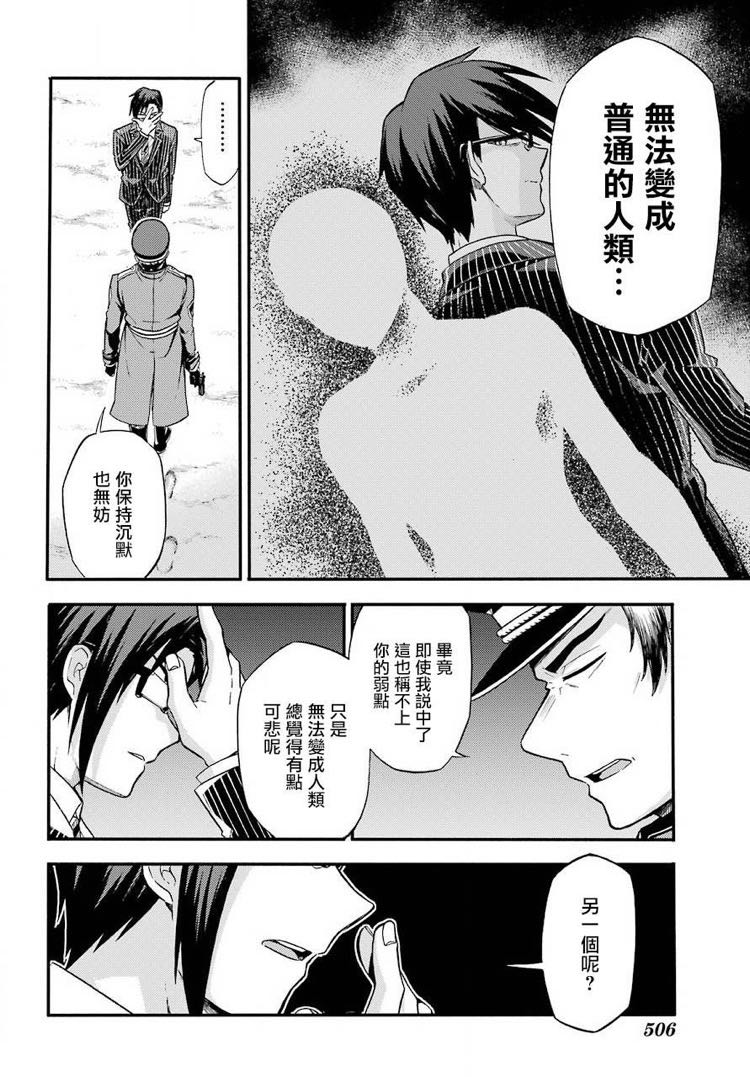 無法變成
普通的人類…
………
你保持沉默
也無妨
畢竟
即使我説中了
這也稱不上
你的弱點
只是
無法變成人類
總覺得有點
可悲呢
另一個呢?
506